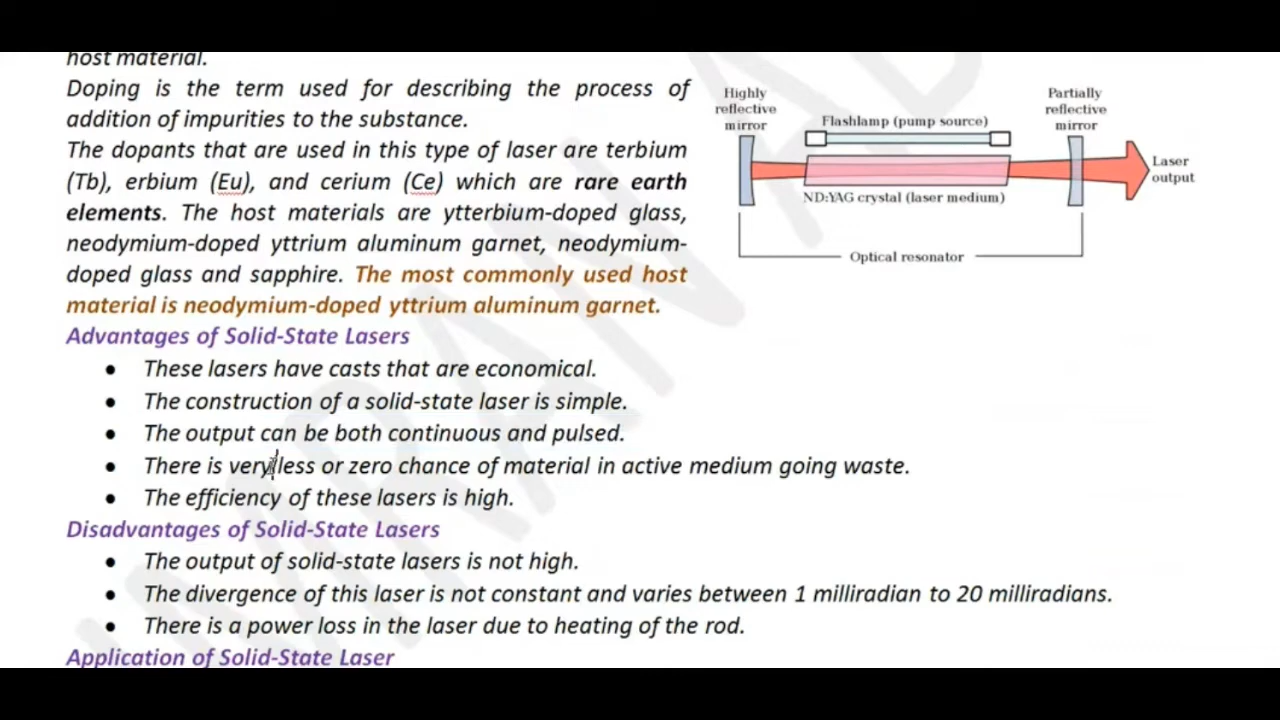 host material.
Doping is the term used for describing the process of
addition of impurities to the substance.
The dopants that are used in this type of laser are terbium
(Tb), erbium (Eu), and cerium (Ce) which are rare earth
elements. The host materials are ytterbium-doped glass,
neodymium-doped yttrium aluminum garnet, neodymium-
doped glass and sapphire. The most commonly used host
material is neodymium-doped yttrium aluminum garnet.
Highly
reflective
mirror
Flashlamp (pump source)
Partially
reflective
mirror
Laser
output
ND:YAG crystal (laser medium)
Optical resonator
Advantages of Solid-State Lasers
• These lasers have casts that are economical.
• The construction of a solid-state laser is simple.
• The output can be both continuous and pulsed.
• There is very less or zero chance of material in active medium going waste.
• The efficiency of these lasers is high.
Disadvantages of Solid-State Lasers
• The output of solid-state lasers is not high.
• The divergence of this laser is not constant and varies between 1 milliradian to 20 milliradians.
• There is a power loss in the laser due to heating of the rod.
Application of Solid-State Laser